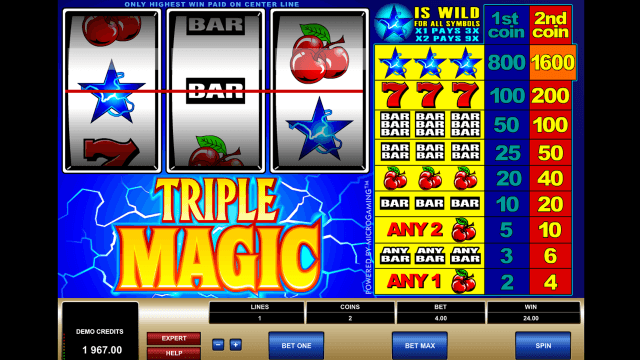 ONLY HIGHEST WIN PAID ON CENTER LINE
BAR
BAR
7
TRIPLE
MAGIC
POWERED BY MICROGAMING™
IS WILD
FOR ALL SYMBOLS
X1 PAYS 3X
X2 PAYS 9X
1st coin
2nd coin
800 1600
7 7 7 100 200
BAR BAR BAR
BAR BAR BAR
BAR BAR BAR
50 100
BAR BAR BAR
BAR BAR BAR
25 50
20 40
BAR BAR BAR 10 20
ANY 2 5 10
ANY ANY ANY
BAR BAR BAR
3 6
ANY 1 2 4
DEMO CREDITS
1 967.00
EXPERT
HELP
LINES COINS BET WIN
1 2 4.00 24.00
- +
BET ONE
BET MAX
SPIN